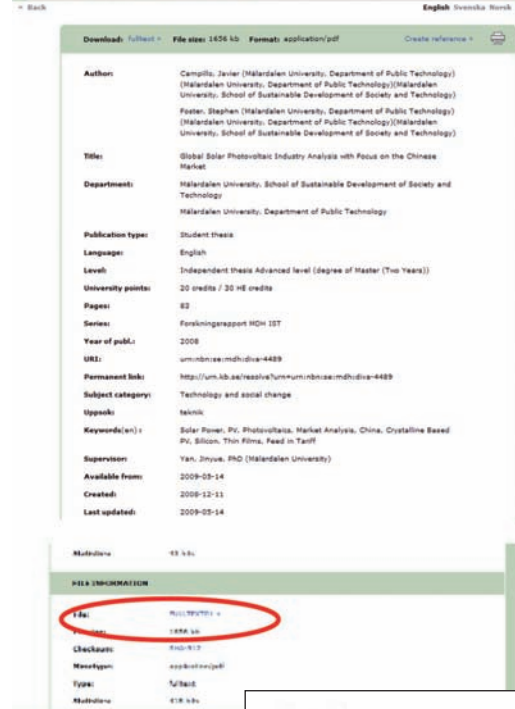 « Back
English Svenska Norsk
Download: fulltext » File size: 1656 kb Format: application/pdf Create reference »
Author: Campillo, Javier (Mälardalen University, Department of Public Technology)
(Mälardalen University, Department of Public Technology)(Mälardalen
University, School of Sustainable Development of Society and Technology)
Foster, Stephen (Mälardalen University, Department of Public Technology)
(Mälardalen University, Department of Public Technology)(Mälardalen
University, School of Sustainable Development of Society and Technology)
Title: Global Solar Photovoltaic Industry Analysis with Focus on the Chinese
Market
Department: Mälardalen University, School of Sustainable Development of Society and
Technology
Mälardalen University, Department of Public Technology
Publication type: Student thesis
Language: English
Level: Independent thesis Advanced level (degree of Master (Two Years))
University points: 20 credits / 30 HE credits
Pages: 83
Series: Forskningsrapport MDH IST
Year of publ.: 2008
URI: urn:nbn:se:mdh:diva-4489
Permanent link: http://urn.kb.se/resolve?urn=urn:nbn:se:mdh:diva-4489
Subject category: Technology and social change
Uppsok: teknik
Keywords(en) : Solar Power, PV, Photovoltaics, Market Analysis, China, Crystalline Based
PV, Silicon, Thin Films, Feed in Tariff
Supervisor: Yan, Jinyue, PhD (Mälardalen University)
Available from: 2009-05-14
Created: 2008-12-11
Last updated: 2009-05-14
FILE INFORMATION
File: FULLTEXT01 »
1656 kb
Checksum: SHA-512
application/pdf
Type: fulltext